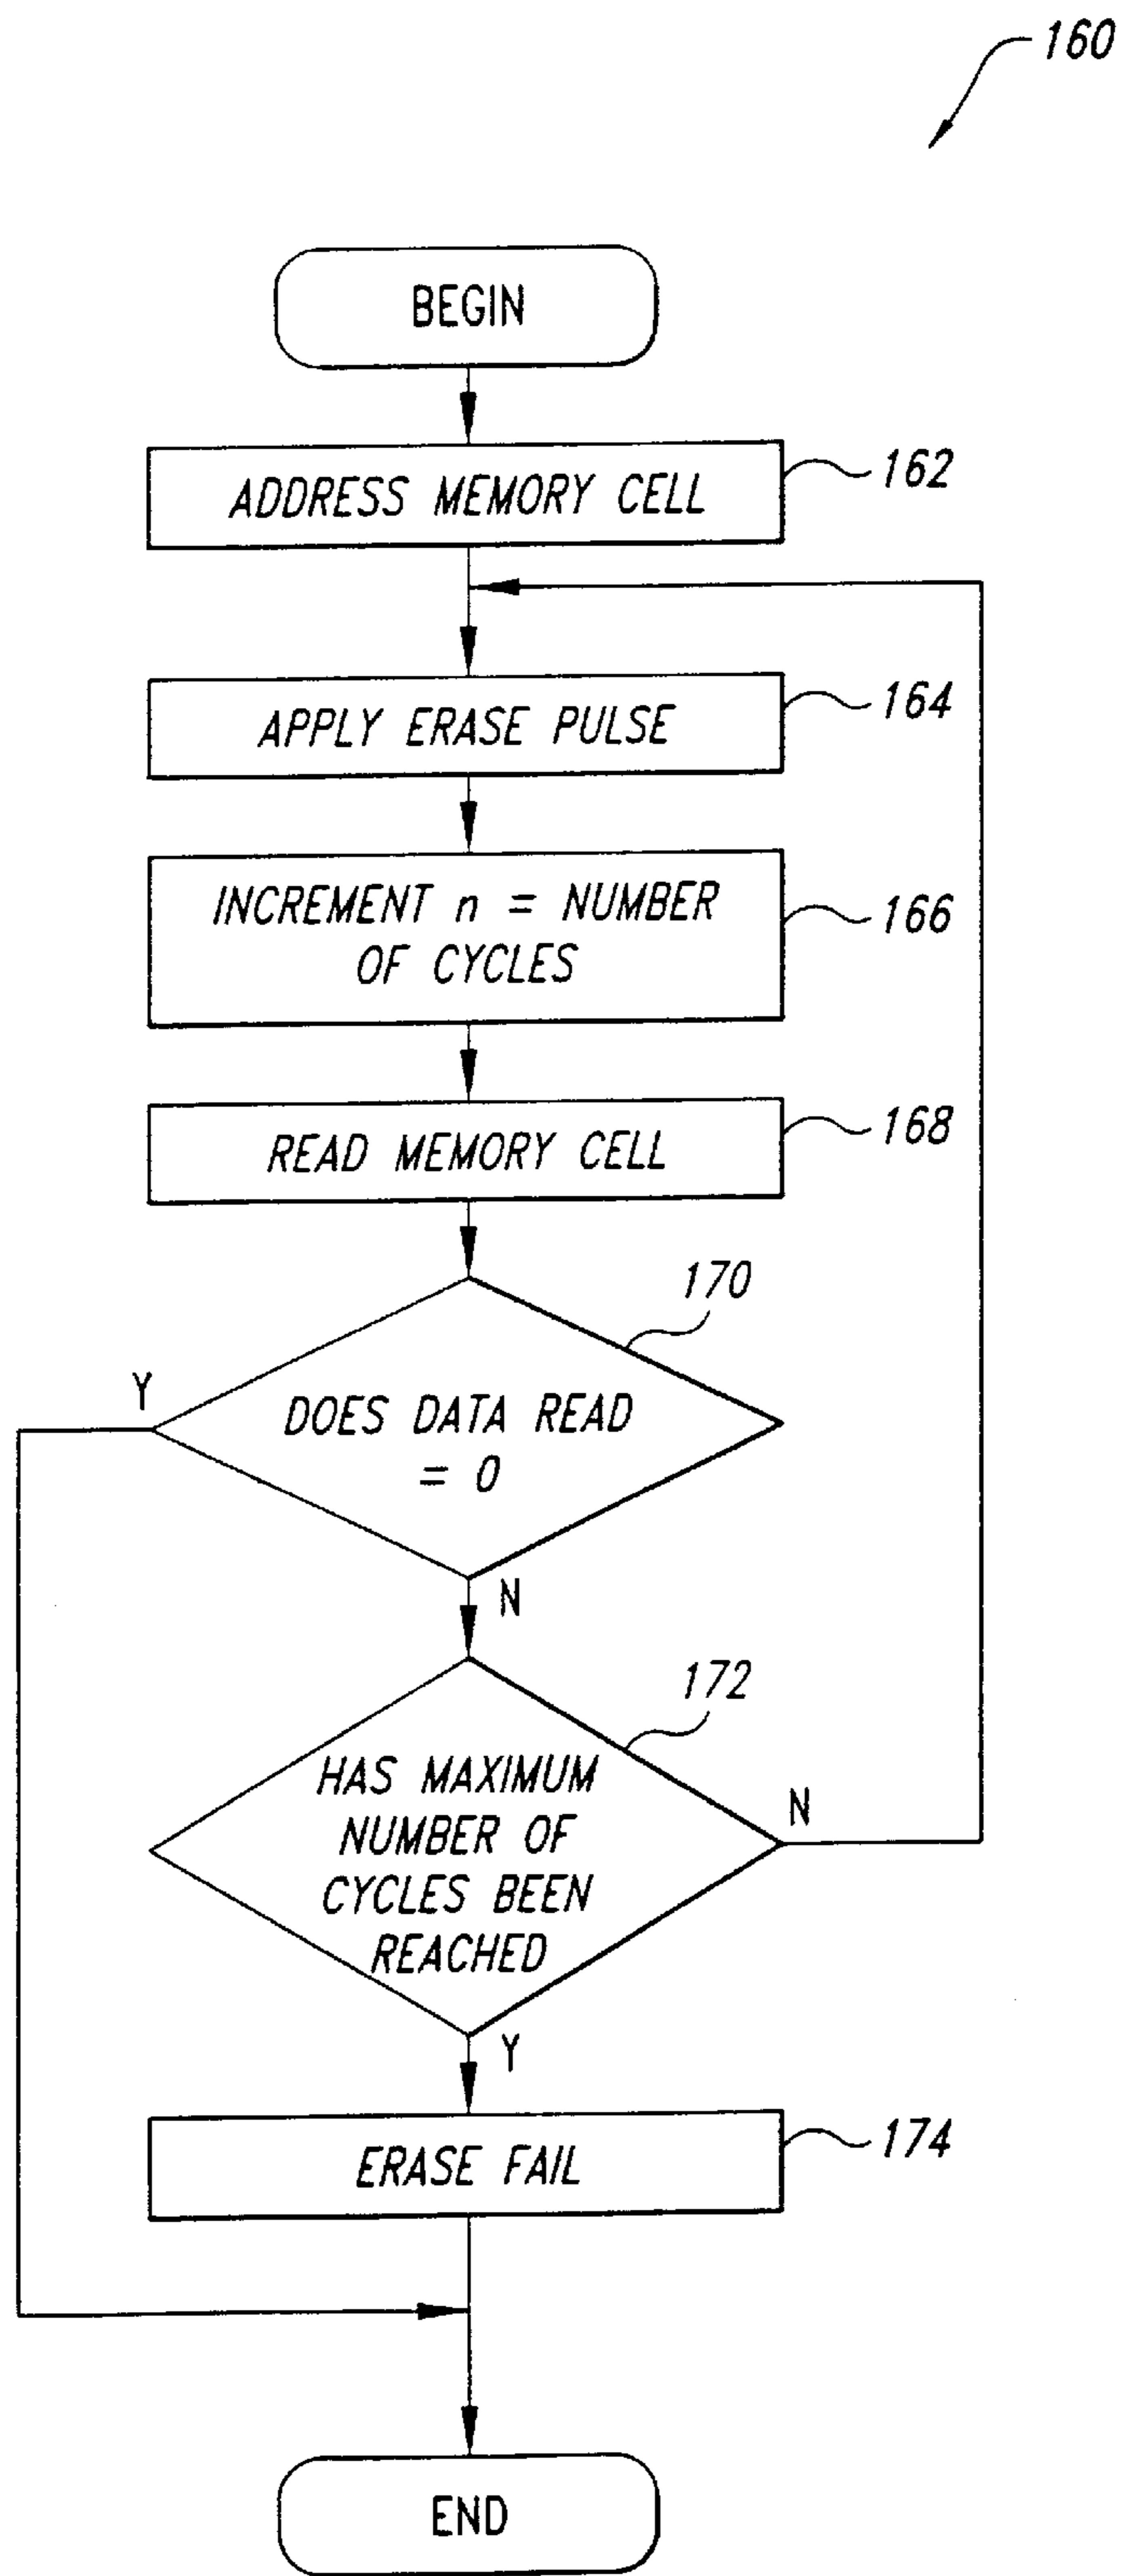 160
BEGIN
ADDRESS MEMORY CELL
162
APPLY ERASE PULSE
164
INCREMENT n = NUMBER
OF CYCLES
166
READ MEMORY CELL
168
170
Y
DOES DATA READ
= 0
N
172
HAS MAXIMUM
NUMBER OF
CYCLES BEEN
REACHED
N
Y
ERASE FAIL
174
END